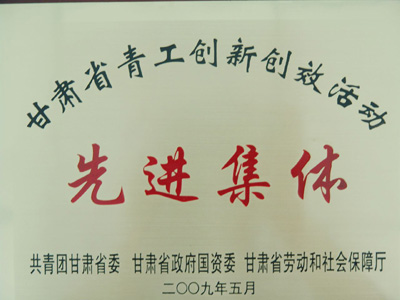 甘肃省青工创新创效活动
先进集体
共青团甘肃省委 甘肃省政府国资委 甘肃省劳动和社会保障厅
二〇〇九年五月